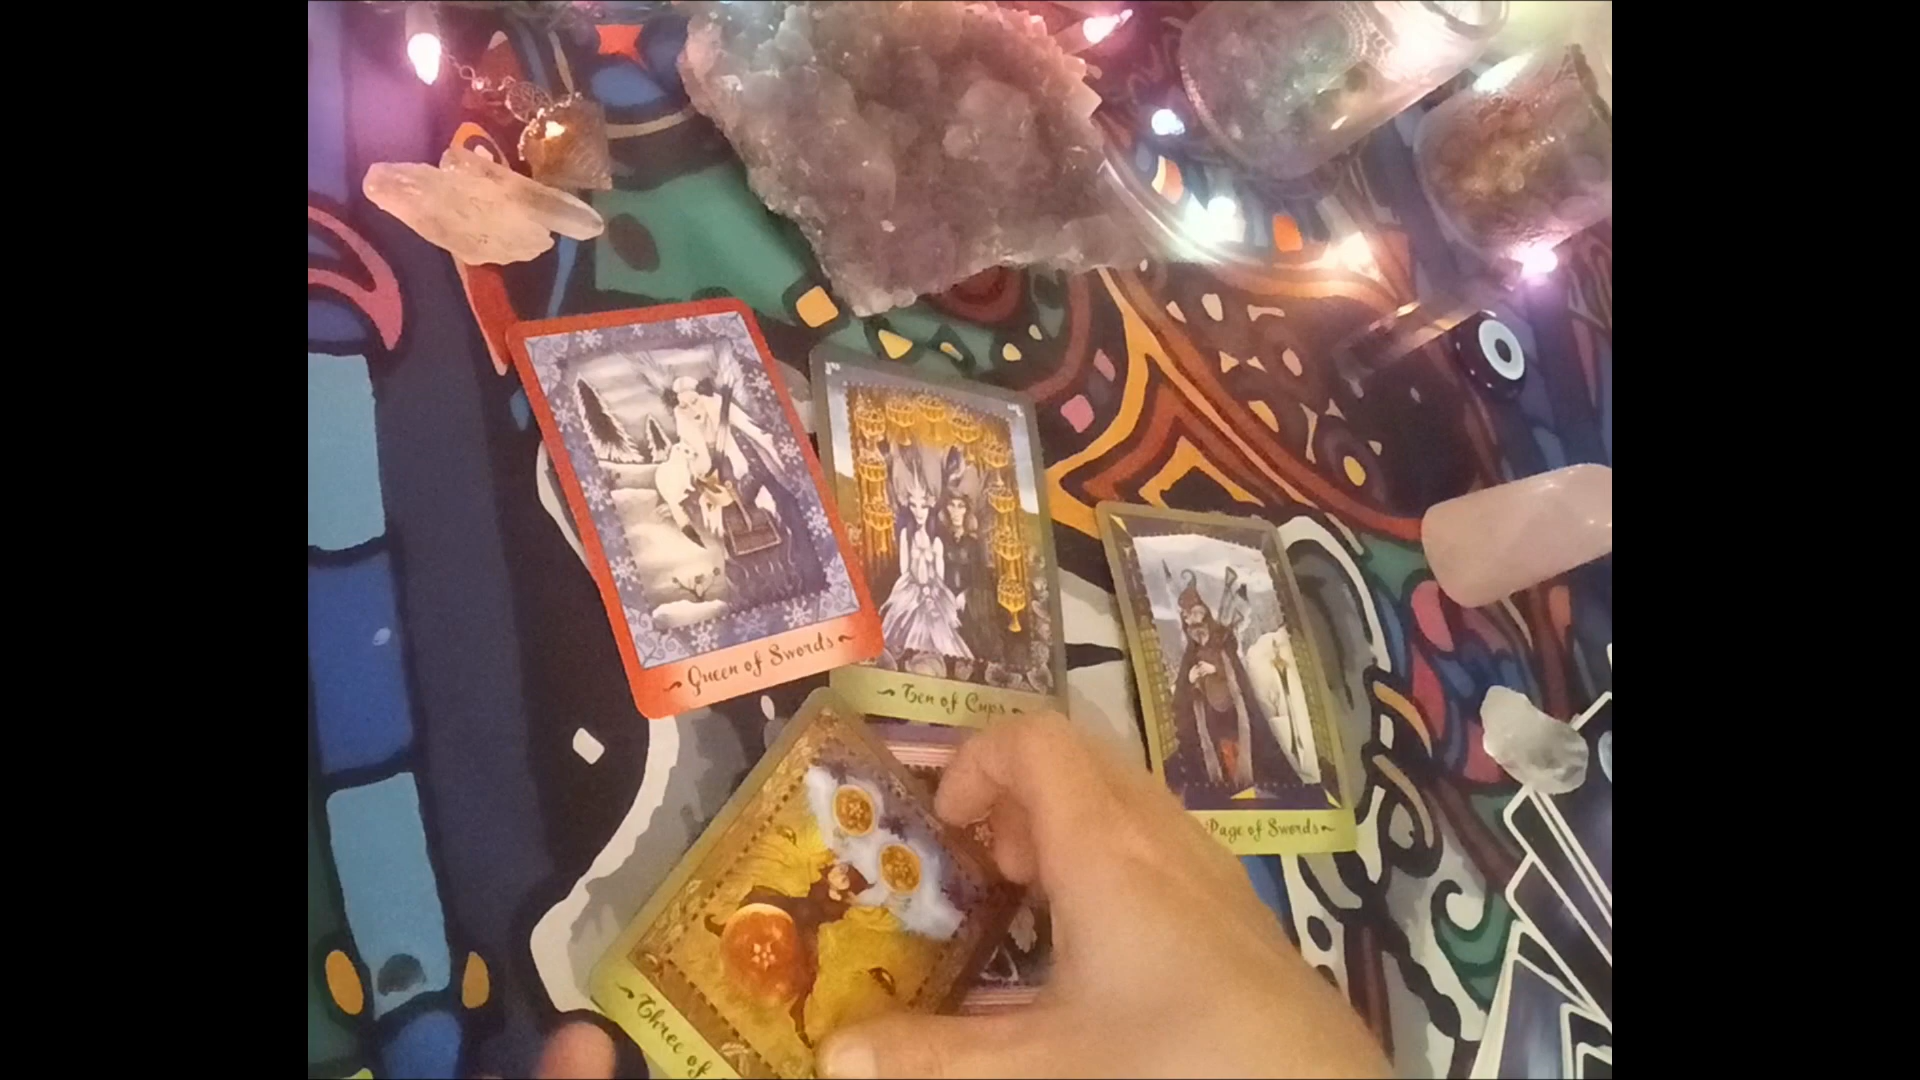 Queen of Swords
Ten of Cups
Page of Swords
Three of